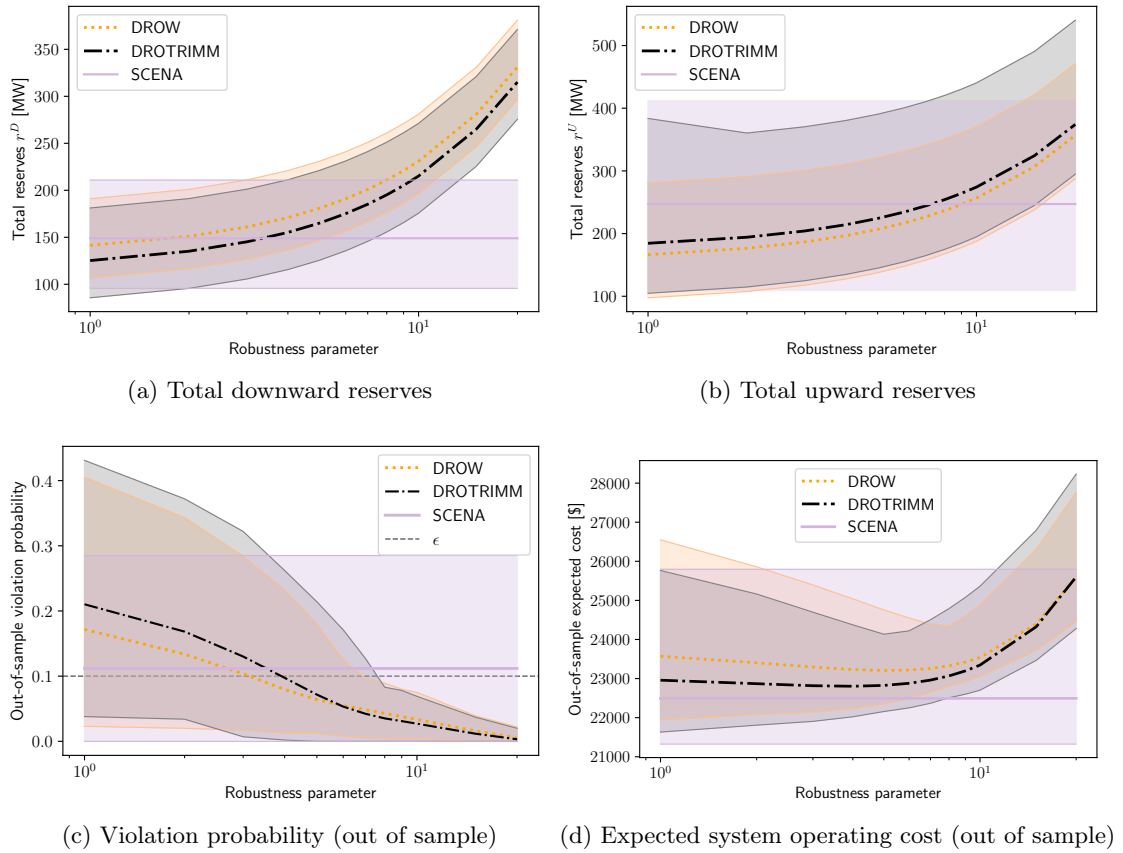 DROW
DROTRIMM
SCENA
Total reserves r^D [MW]
350
300
250
200
150
100
10^0
10^1
Robustness parameter
(a) Total downward reserves
DROW
DROTRIMM
SCENA
Total reserves r^U [MW]
500
400
300
200
100
10^0
10^1
Robustness parameter
(b) Total upward reserves
DROW
DROTRIMM
SCENA
ϵ
Out-of-sample violation probability
0.4
0.3
0.2
0.1
0.0
10^0
10^1
Robustness parameter
(c) Violation probability (out of sample)
DROW
DROTRIMM
SCENA
Out-of-sample expected cost [$]
28000
27000
26000
25000
24000
23000
22000
21000
10^0
10^1
Robustness parameter
(d) Expected system operating cost (out of sample)